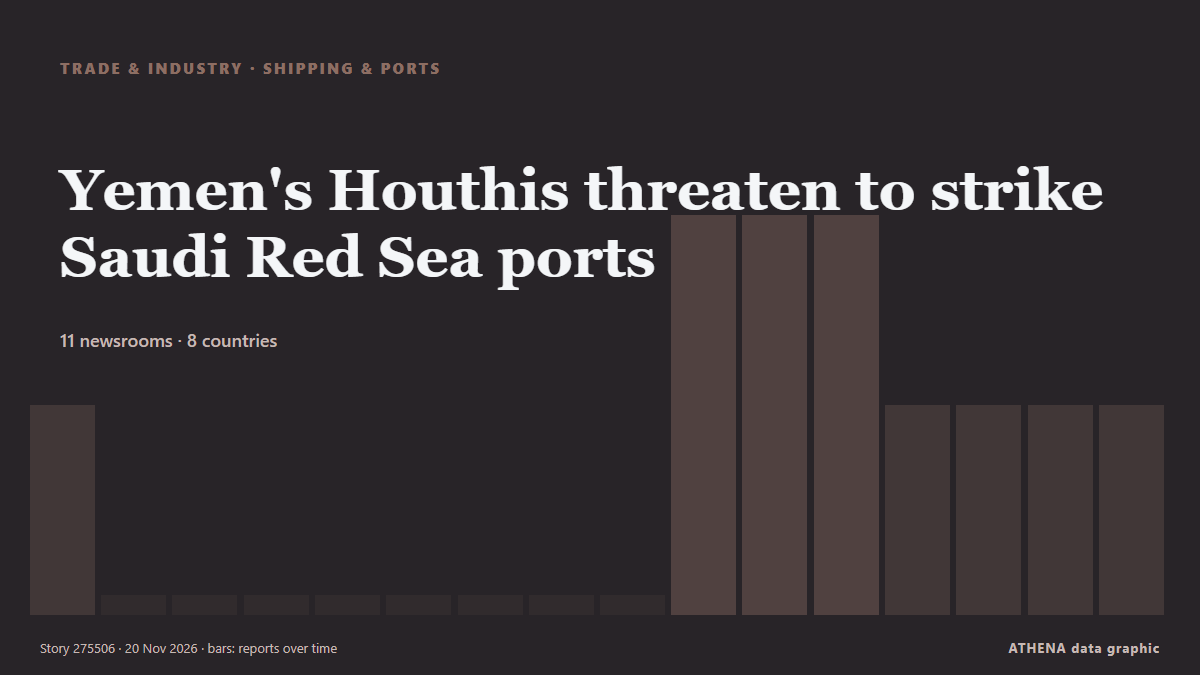 TRADE & INDUSTRY · SHIPPING & PORTS
Yemen's Houthis threaten to strike
Saudi Red Sea ports
11 newsrooms · 8 countries
Story 275506 · 20 Nov 2026 · bars: reports over time
ATHENA data graphic